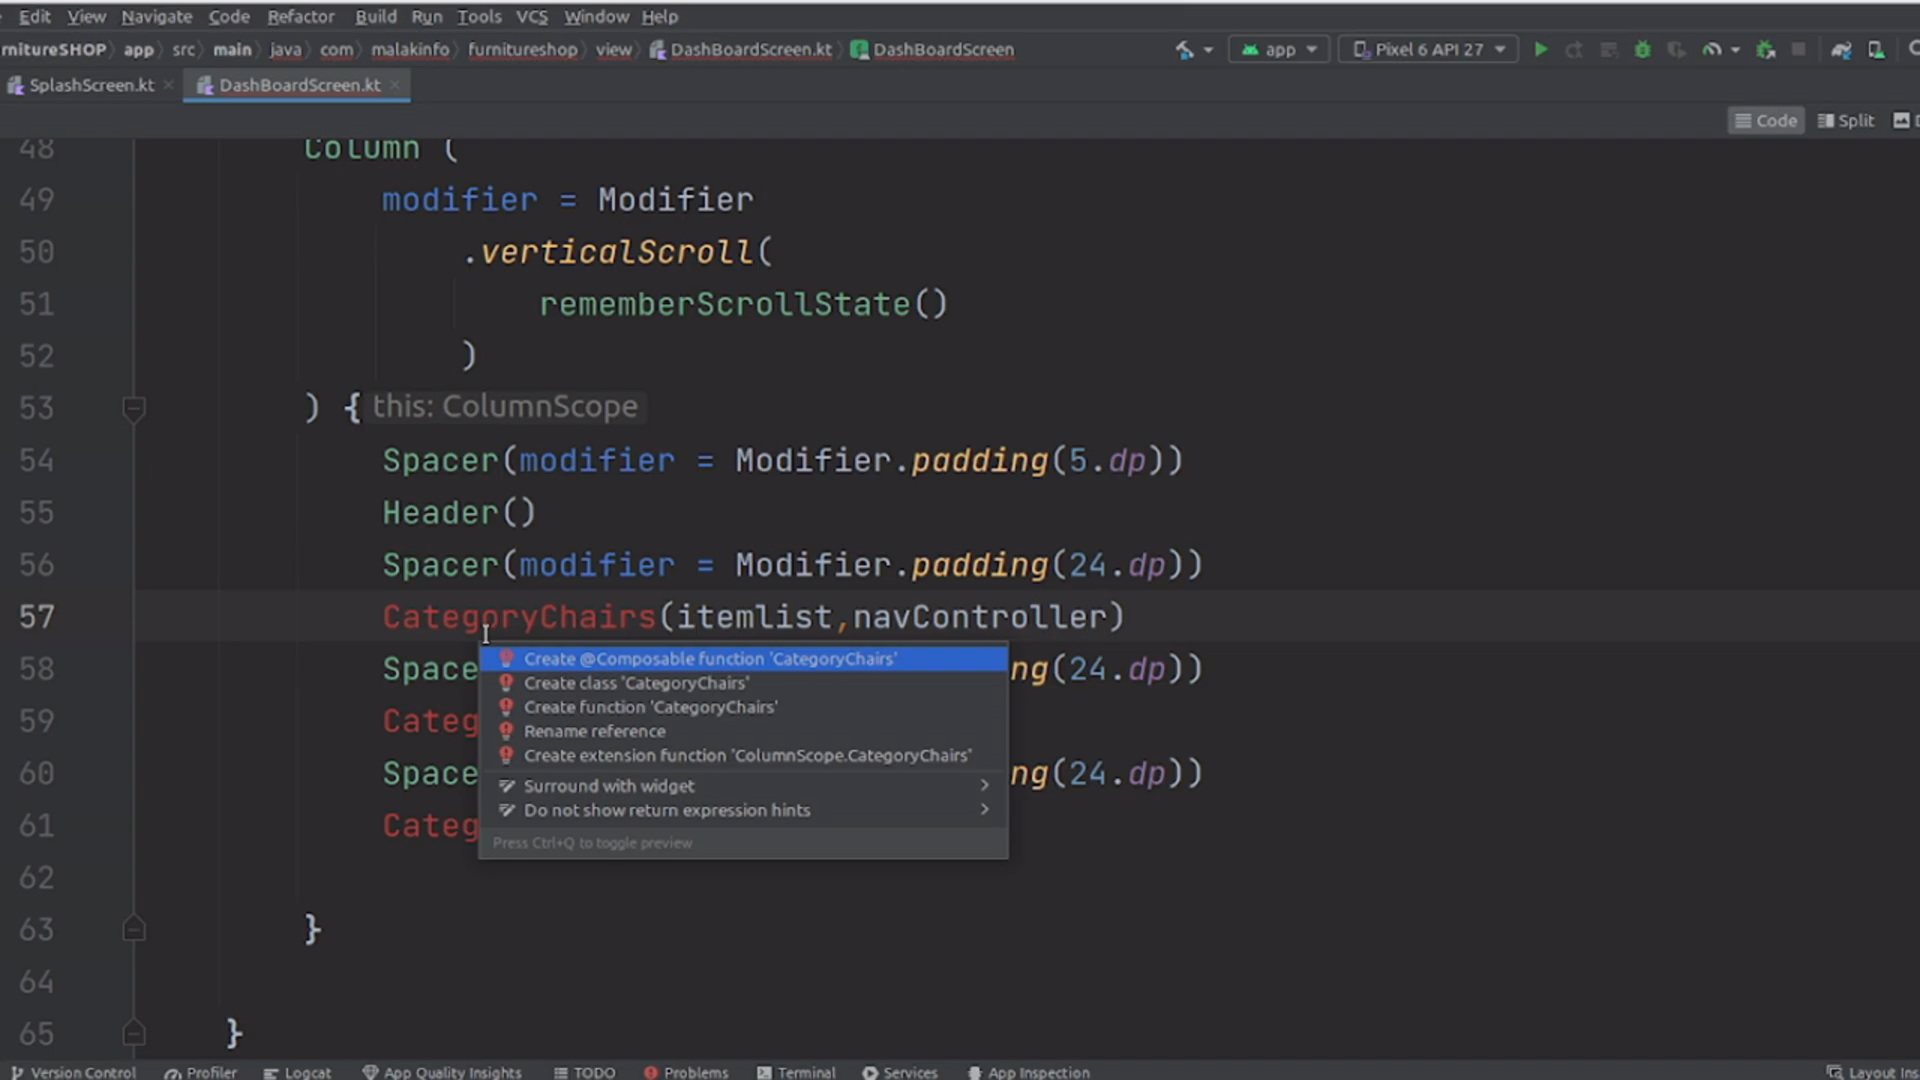 Edit View Navigate Code Refactor Build Run Tools VCS Window Help
rnitureSHOP app src main java com malakinfo furnitureshop view DashBoardScreen.kt DashBoardScreen app Pixel 6 API 27
SplashScreen.kt DashBoardScreen.kt
Code Split
48 Column (
49 modifier = Modifier
50 .verticalScroll(
51 rememberScrollState()
52 )
53 ) { this: ColumnScope
54 Spacer(modifier = Modifier.padding(5.dp))
55 Header()
56 Spacer(modifier = Modifier.padding(24.dp))
57 CategoryChairs(itemlist,navController)
Create @Composable function 'CategoryChairs'
58 Space ng(24.dp))
Create class 'CategoryChairs'
Create function 'CategoryChairs'
59 Categ
Rename reference
Create extension function 'ColumnScope.CategoryChairs'
60 Space ng(24.dp))
Surround with widget
Do not show return expression hints
61 Categ
Press Ctrl+Q to toggle preview
62
63 }
64
65 }
Version Control Profiler Logcat App Quality Insights TODO Problems Terminal Services App Inspection Layout Ins